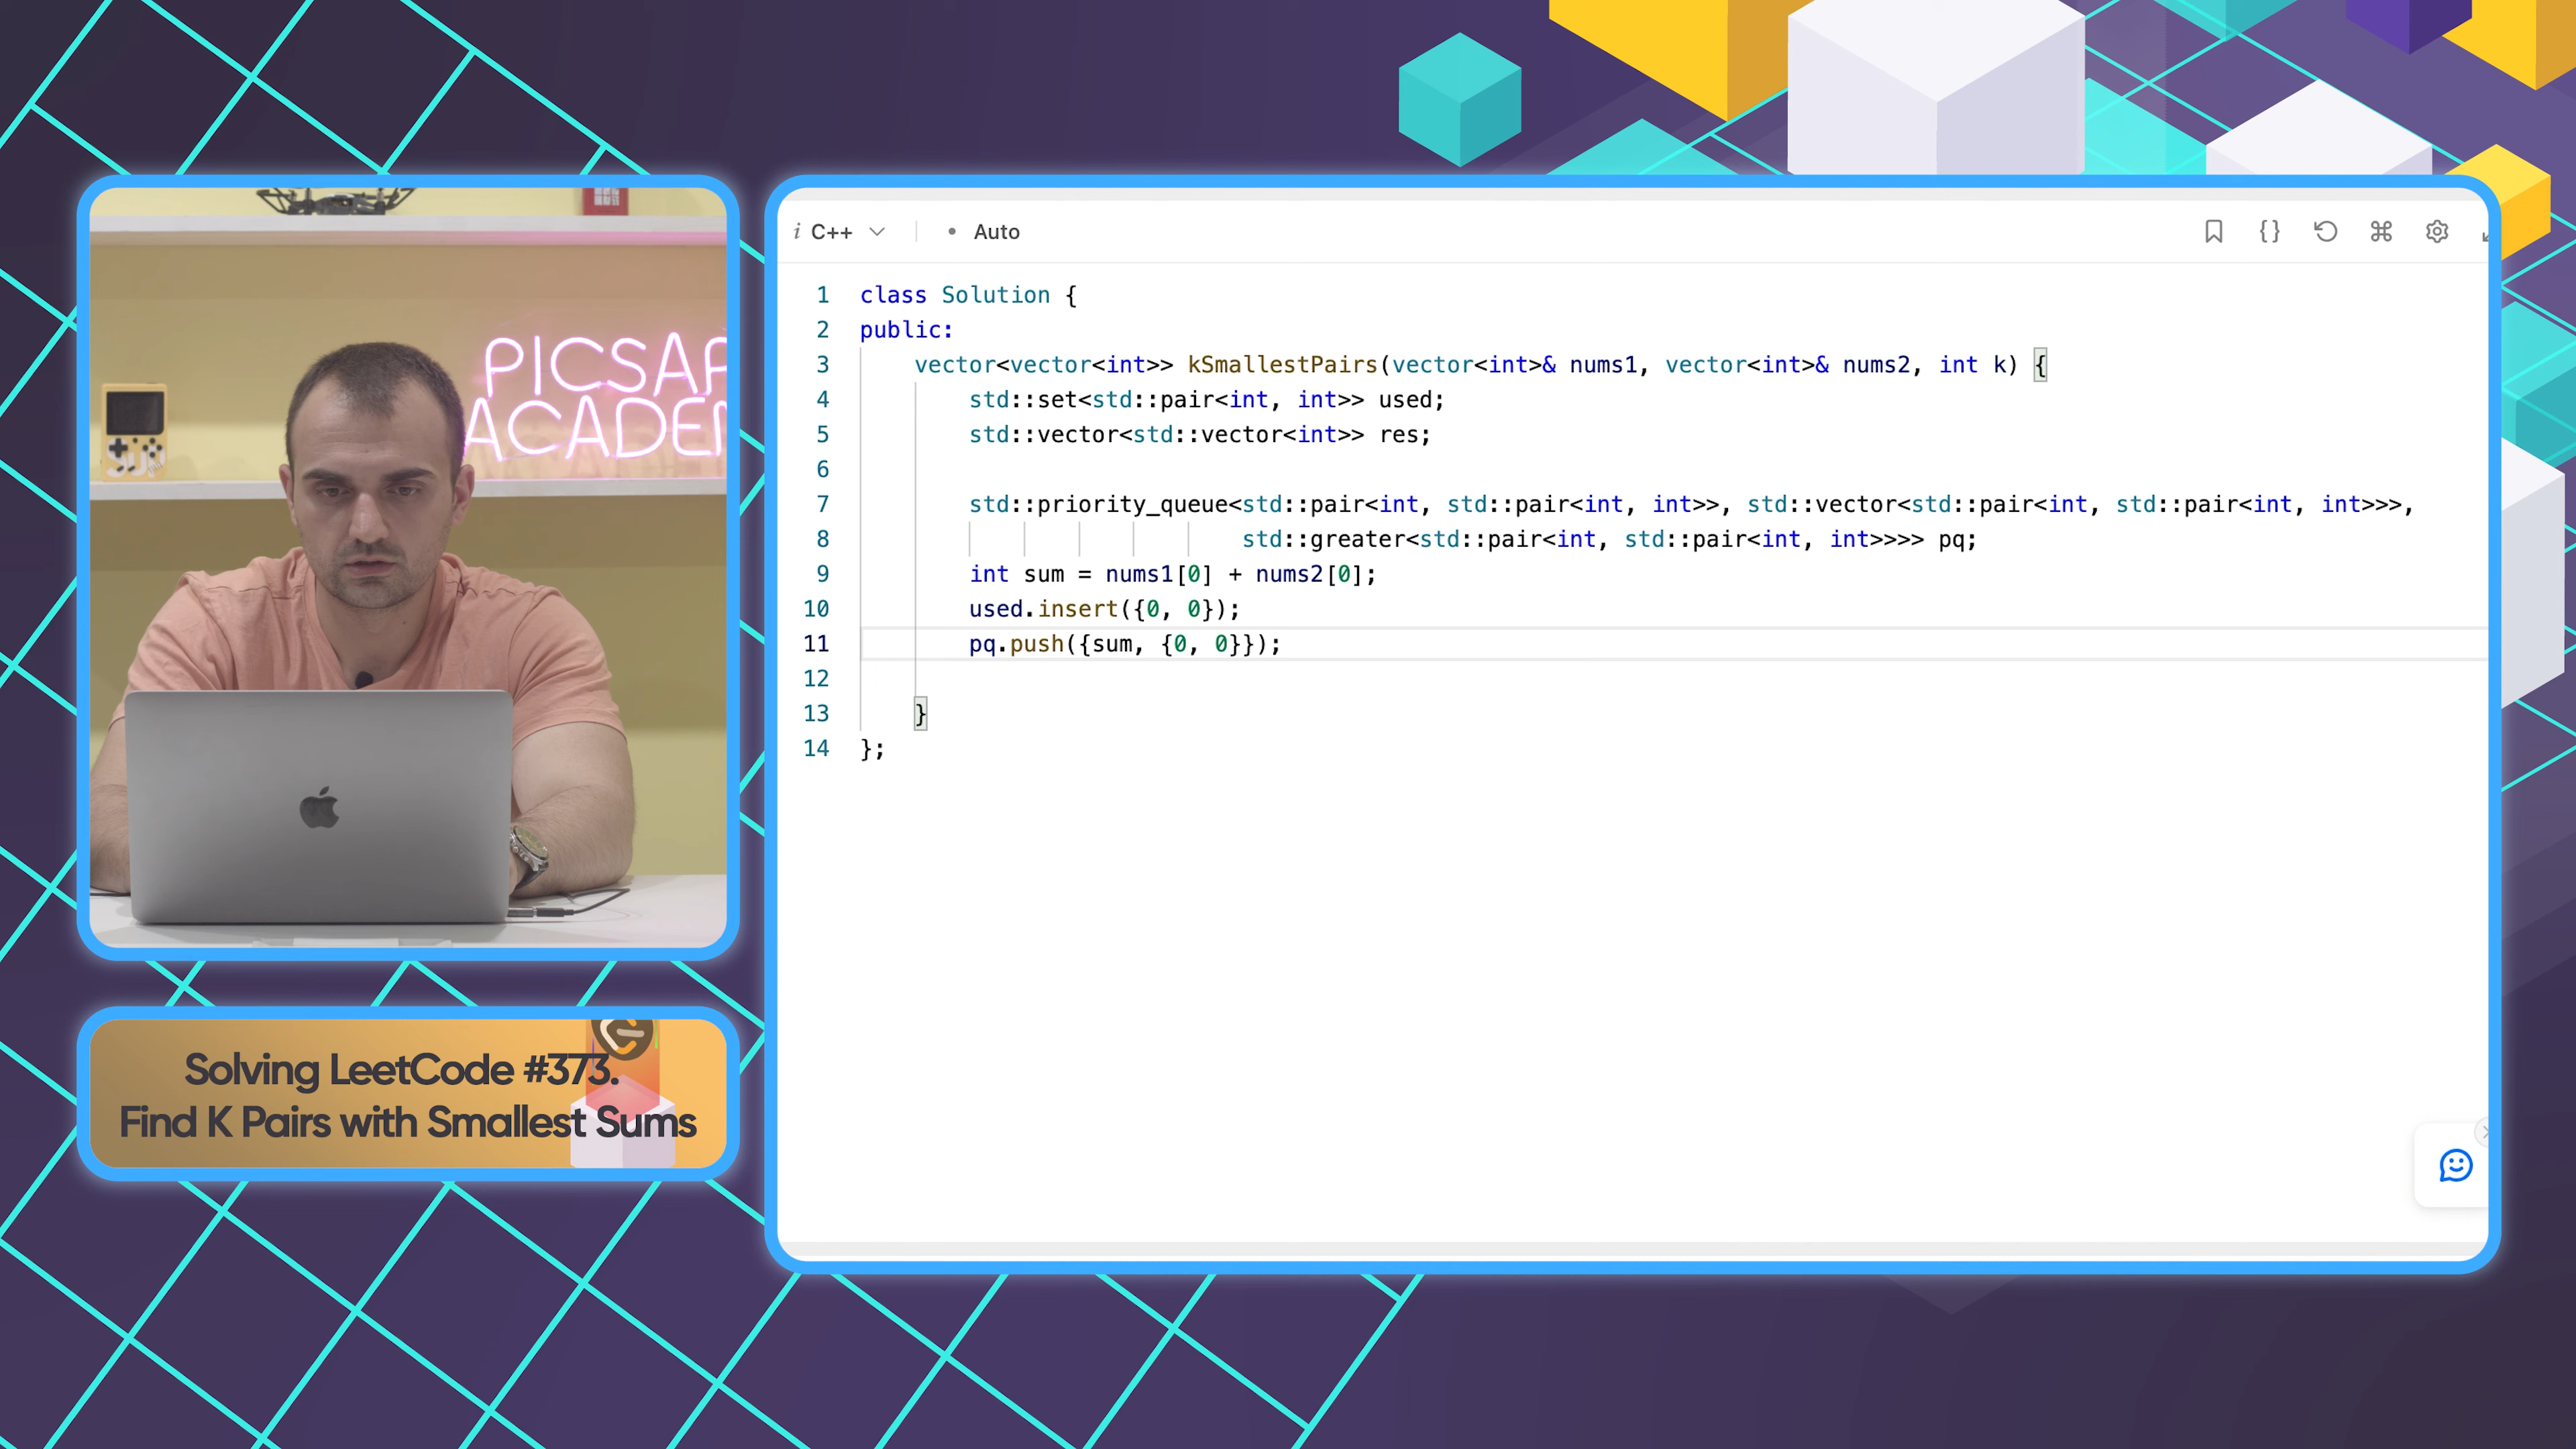 PICSAR
ACADEM
SUP
Solving LeetCode #373.
Find K Pairs with Smallest Sums
i C++ • Auto
1 class Solution {
2 public:
3 vector<vector<int>> kSmallestPairs(vector<int>& nums1, vector<int>& nums2, int k) {
4 std::set<std::pair<int, int>> used;
5 std::vector<std::vector<int>> res;
6
7 std::priority_queue<std::pair<int, std::pair<int, int>>, std::vector<std::pair<int, std::pair<int, int>>>,
8 std::greater<std::pair<int, std::pair<int, int>>>> pq;
9 int sum = nums1[0] + nums2[0];
10 used.insert({0, 0});
11 pq.push({sum, {0, 0}});
12
13 }
14 };